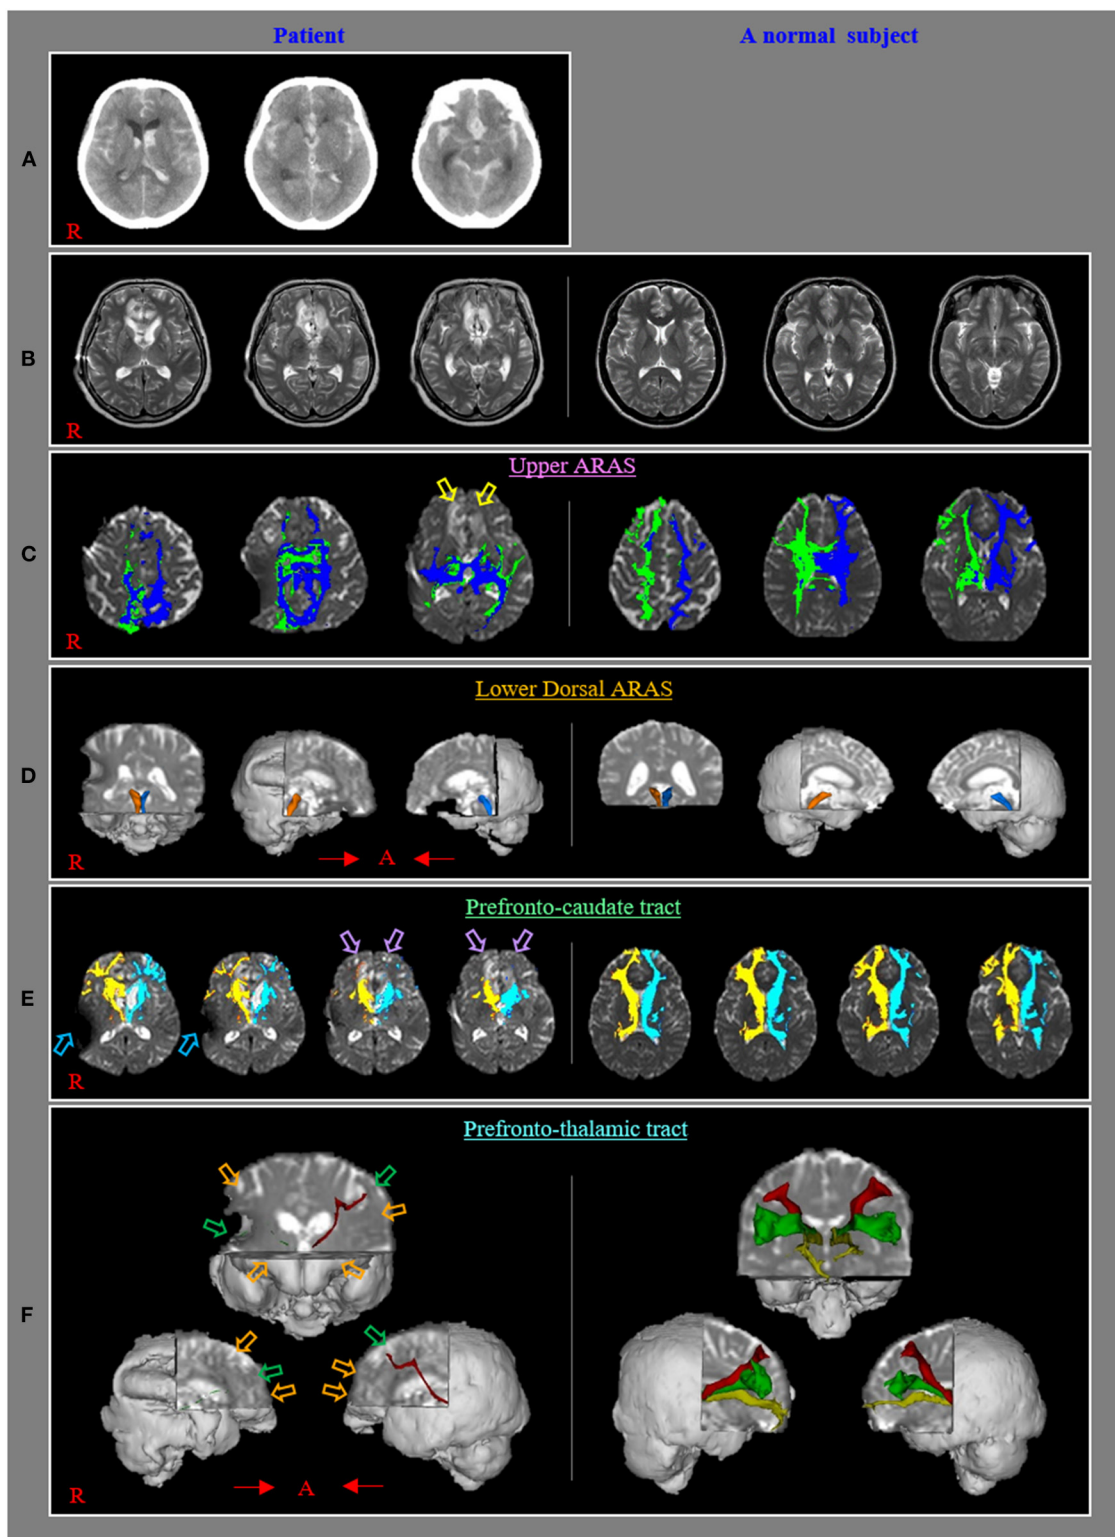 Patient
A normal subject
A
R
B
R
Upper ARAS
C
R
Lower Dorsal ARAS
D
R
A
Prefronto-caudate tract
E
R
Prefronto-thalamic tract
F
R
A